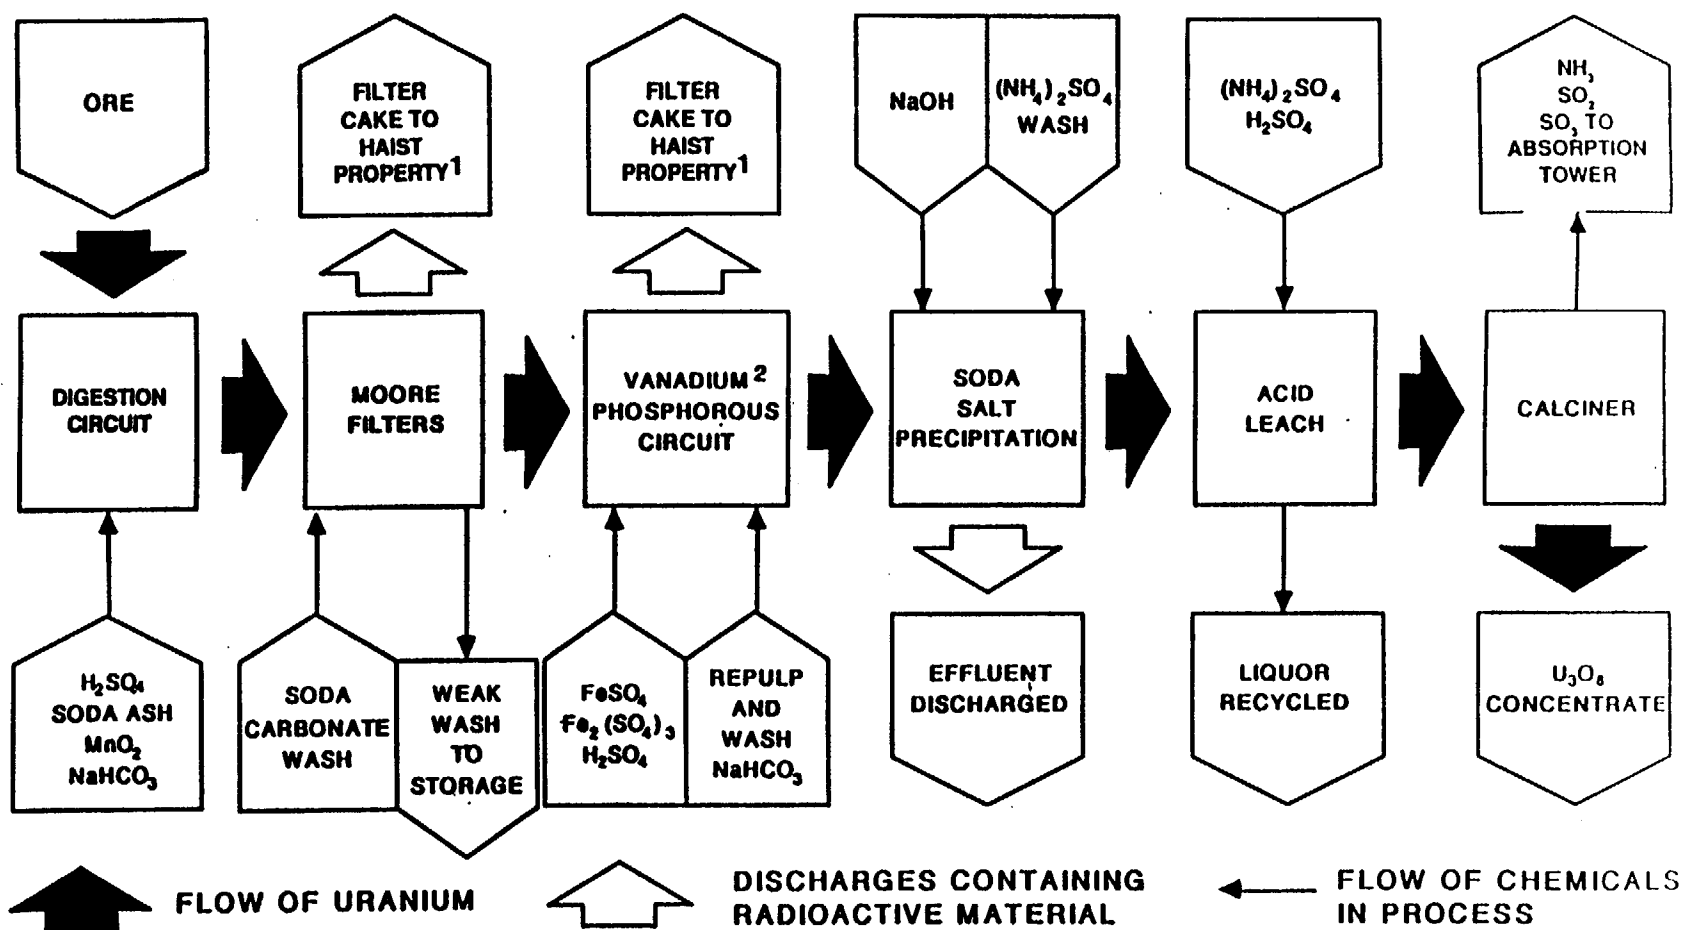 ORE
FILTER
CAKE TO
HAIST
PROPERTY¹
FILTER
CAKE TO
HAIST
PROPERTY¹
NaOH
(NH₄)₂SO₄
WASH
(NH₄)₂SO₄
H₂SO₄
NH₃
SO₂
SO₃ TO
ABSORPTION
TOWER
DIGESTION
CIRCUIT
MOORE
FILTERS
VANADIUM²
PHOSPHOROUS
CIRCUIT
SODA
SALT
PRECIPITATION
ACID
LEACH
CALCINER
H₂SO₄
SODA ASH
MnO₂
NaHCO₃
SODA
CARBONATE
WASH
WEAK
WASH
TO
STORAGE
FeSO₄
Fe₂(SO₄)₃
H₂SO₄
REPULP
AND
WASH
NaHCO₃
EFFLUENT
DISCHARGED
LIQUOR
RECYCLED
U₃O₈
CONCENTRATE
FLOW OF URANIUM
DISCHARGES CONTAINING
RADIOACTIVE MATERIAL
FLOW OF CHEMICALS
IN PROCESS